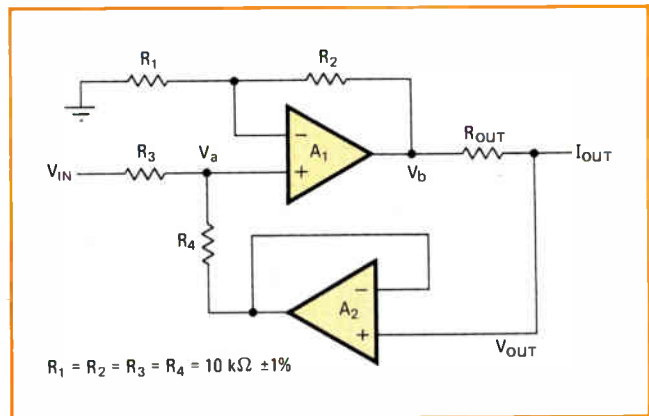 R1 R2
− A1 +
ROUT
IOUT
VIN R3 Va
Vb
R4
− A2 +
VOUT
R1 = R2 = R3 = R4 = 10 kΩ ±1%